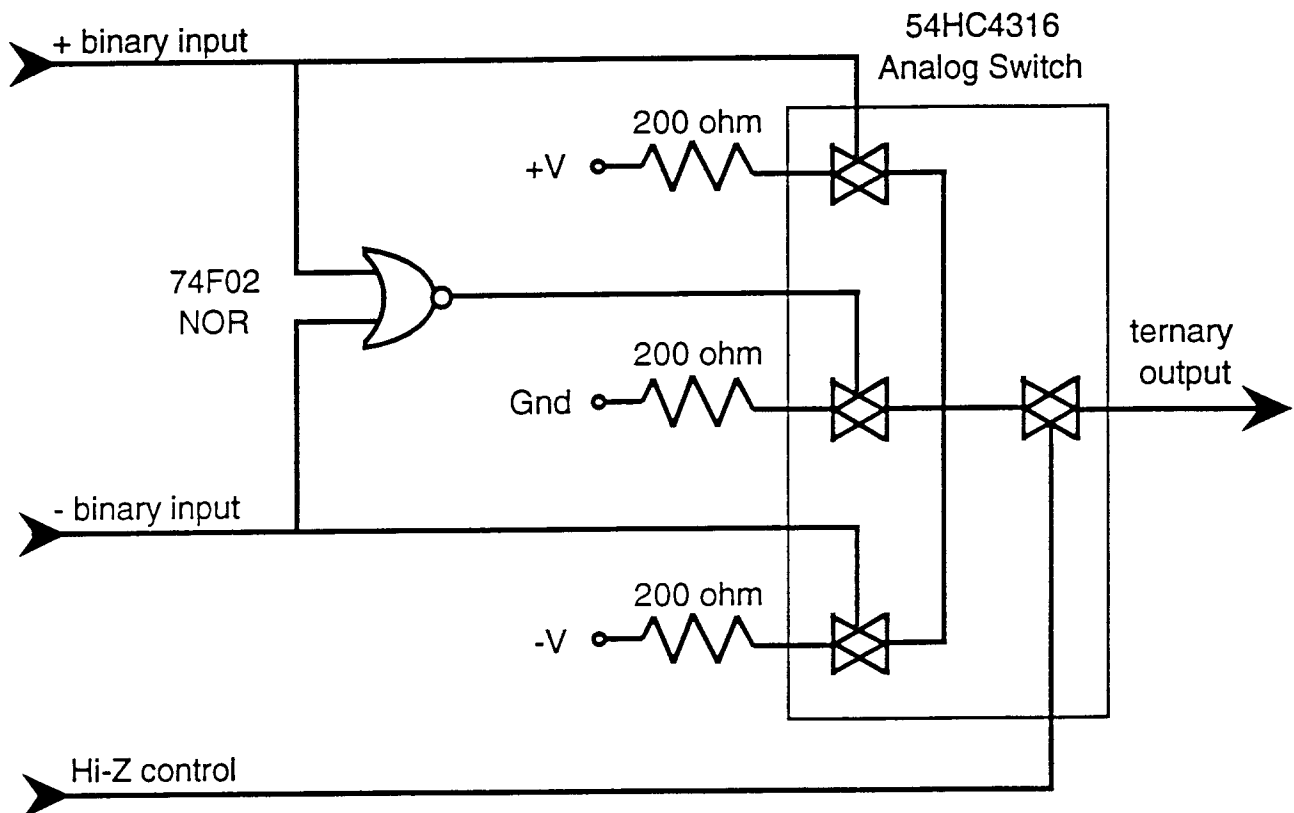 + binary input
54HC4316
Analog Switch
200 ohm
+V
74F02
NOR
200 ohm
Gnd
ternary
output
- binary input
200 ohm
-V
Hi-Z control